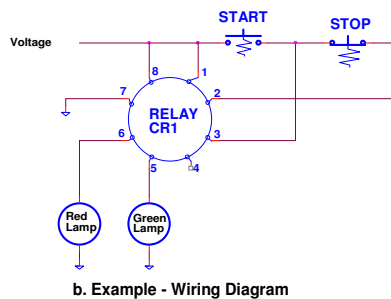 START
STOP
Voltage
8
1
7
2
RELAY
CR1
6
3
5
4
Red
Lamp
Green
Lamp
b. Example - Wiring Diagram